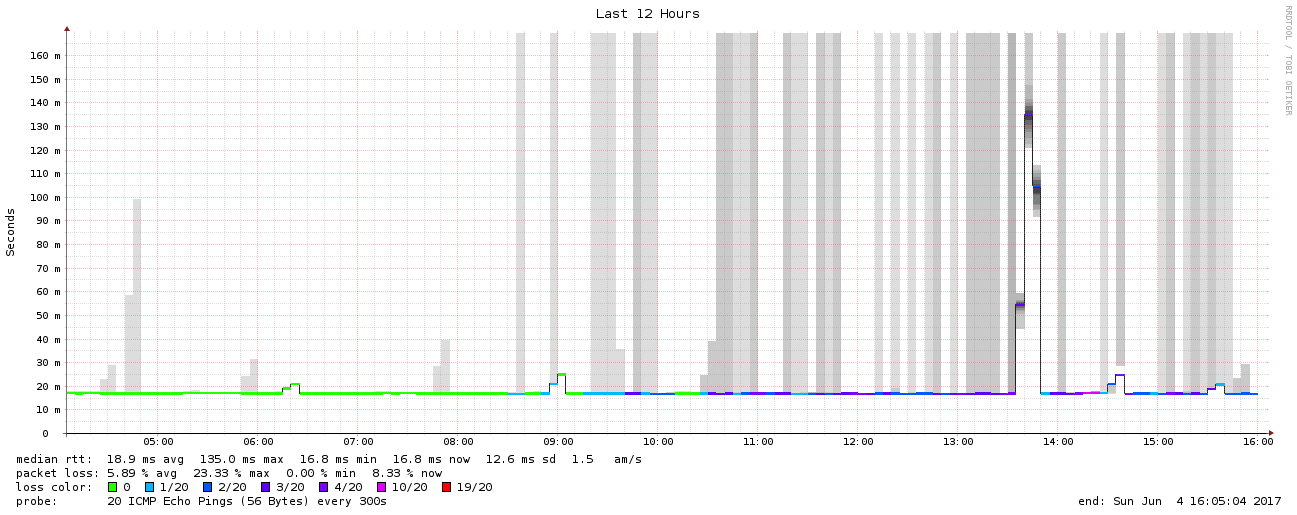 Last 12 Hours
RRDTOOL / TOBI OETIKER
Seconds
160 m
150 m
140 m
130 m
120 m
110 m
100 m
90 m
80 m
70 m
60 m
50 m
40 m
30 m
20 m
10 m
0
05:00 06:00 07:00 08:00 09:00 10:00 11:00 12:00 13:00 14:00 15:00 16:00
median rtt: 18.9 ms avg 135.0 ms max 16.8 ms min 16.8 ms now 12.6 ms sd 1.5 am/s
packet loss: 5.89 % avg 23.33 % max 0.00 % min 8.33 % now
loss color: 0 1/20 2/20 3/20 4/20 10/20 19/20
probe: 20 ICMP Echo Pings (56 Bytes) every 300s end: Sun Jun 4 16:05:04 2017